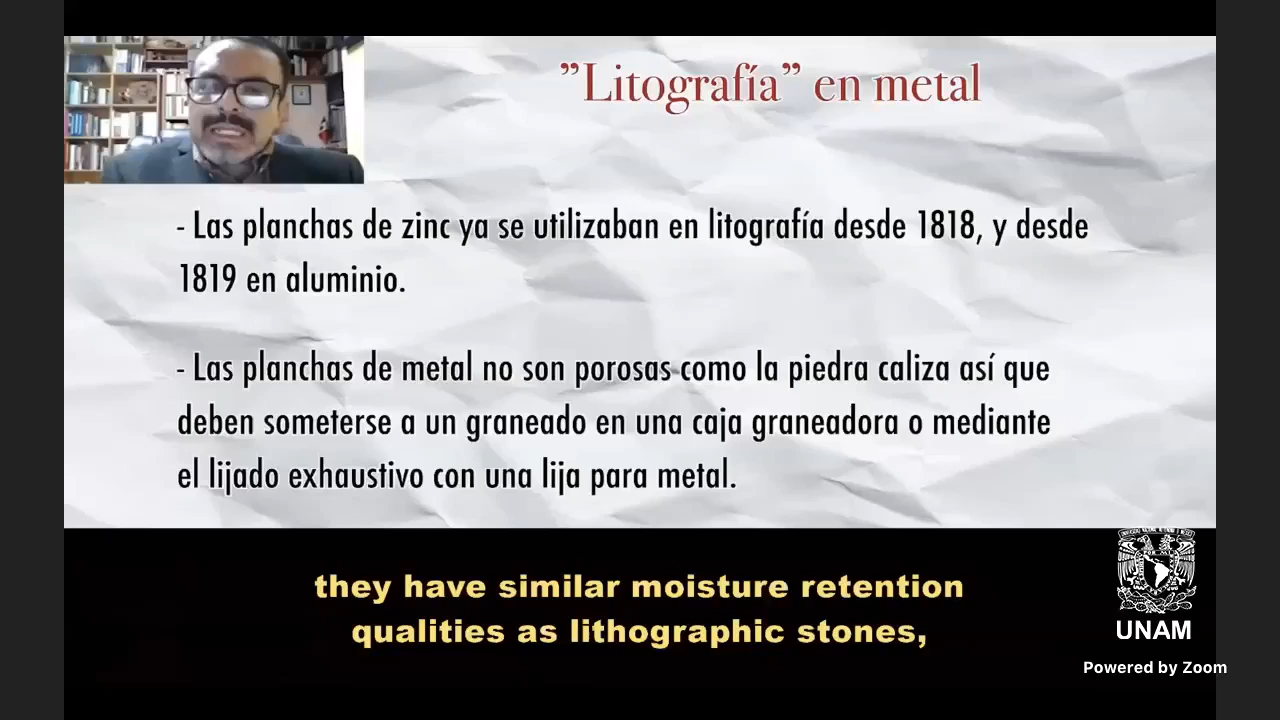 ”Litografía” en metal
- Las planchas de zinc ya se utilizaban en litografía desde 1818, y desde
1819 en aluminio.
- Las planchas de metal no son porosas como la piedra caliza así que
deben someterse a un graneado en una caja graneadora o mediante
el lijado exhaustivo con una lija para metal.
they have similar moisture retention
qualities as lithographic stones,
UNAM
Powered by Zoom